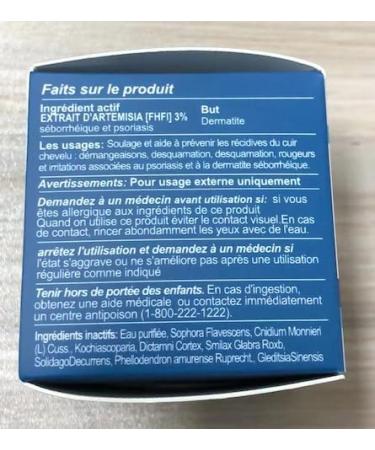 Faits sur le produit
Ingrédient actif But
EXTRAIT D'ARTEMISIA [FHFI] 3% Dermatite
séborrhéique et psoriasis
Les usages: Soulage et aide à prévenir les récidives du cuir
chevelu : démangeaisons, desquamation, desquamation, rougeurs
et irritations associées au psoriasis et à la dermatite séborrhéique.
Avertissements: Pour usage externe uniquement
Demandez à un médecin avant utilisation si: si vous
êtes allergique aux ingrédients de ce produit
Quand on utilise ce produit éviter le contact visuel.En cas
de contact, rincer abondamment les yeux avec de l'eau.
arrêtez l'utilisation et demandez à un médecin si
l'état s'aggrave ou ne s'améliore pas après une utilisation
régulière comme indiqué
Tenir hors de portée des enfants. En cas d'ingestion,
obtenez une aide médicale ou contactez immédiatement
un centre antipoison (1-800-222-1222).
Ingrédients inactifs: Eau purifiée, Sophora Flavescens, Cnidium Monnieri
(L) Cuss., Kochiascoparia, Dictamni Cortex, Smilax Glabra Roxb,
SolidagoDecurrens, Phellodendron amurense Ruprecht., GleditsiaSinensis